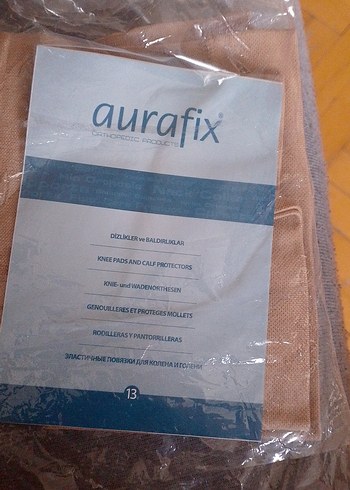 aurafix
ORTHOPEDIC PRODUCTS
DİZLİKLER ve BALDIRLIKLAR
KNEE PADS AND CALF PROTECTORS
KNIE- und WADENORTHESEN
GENOUILLERES ET PROTEGES MOLLETS
RODILLERAS Y PANTORRILLERAS
ЭЛАСТИЧНЫЕ ПОВЯЗКИ ДЛЯ КОЛЕНА И ГОЛЕНИ
13